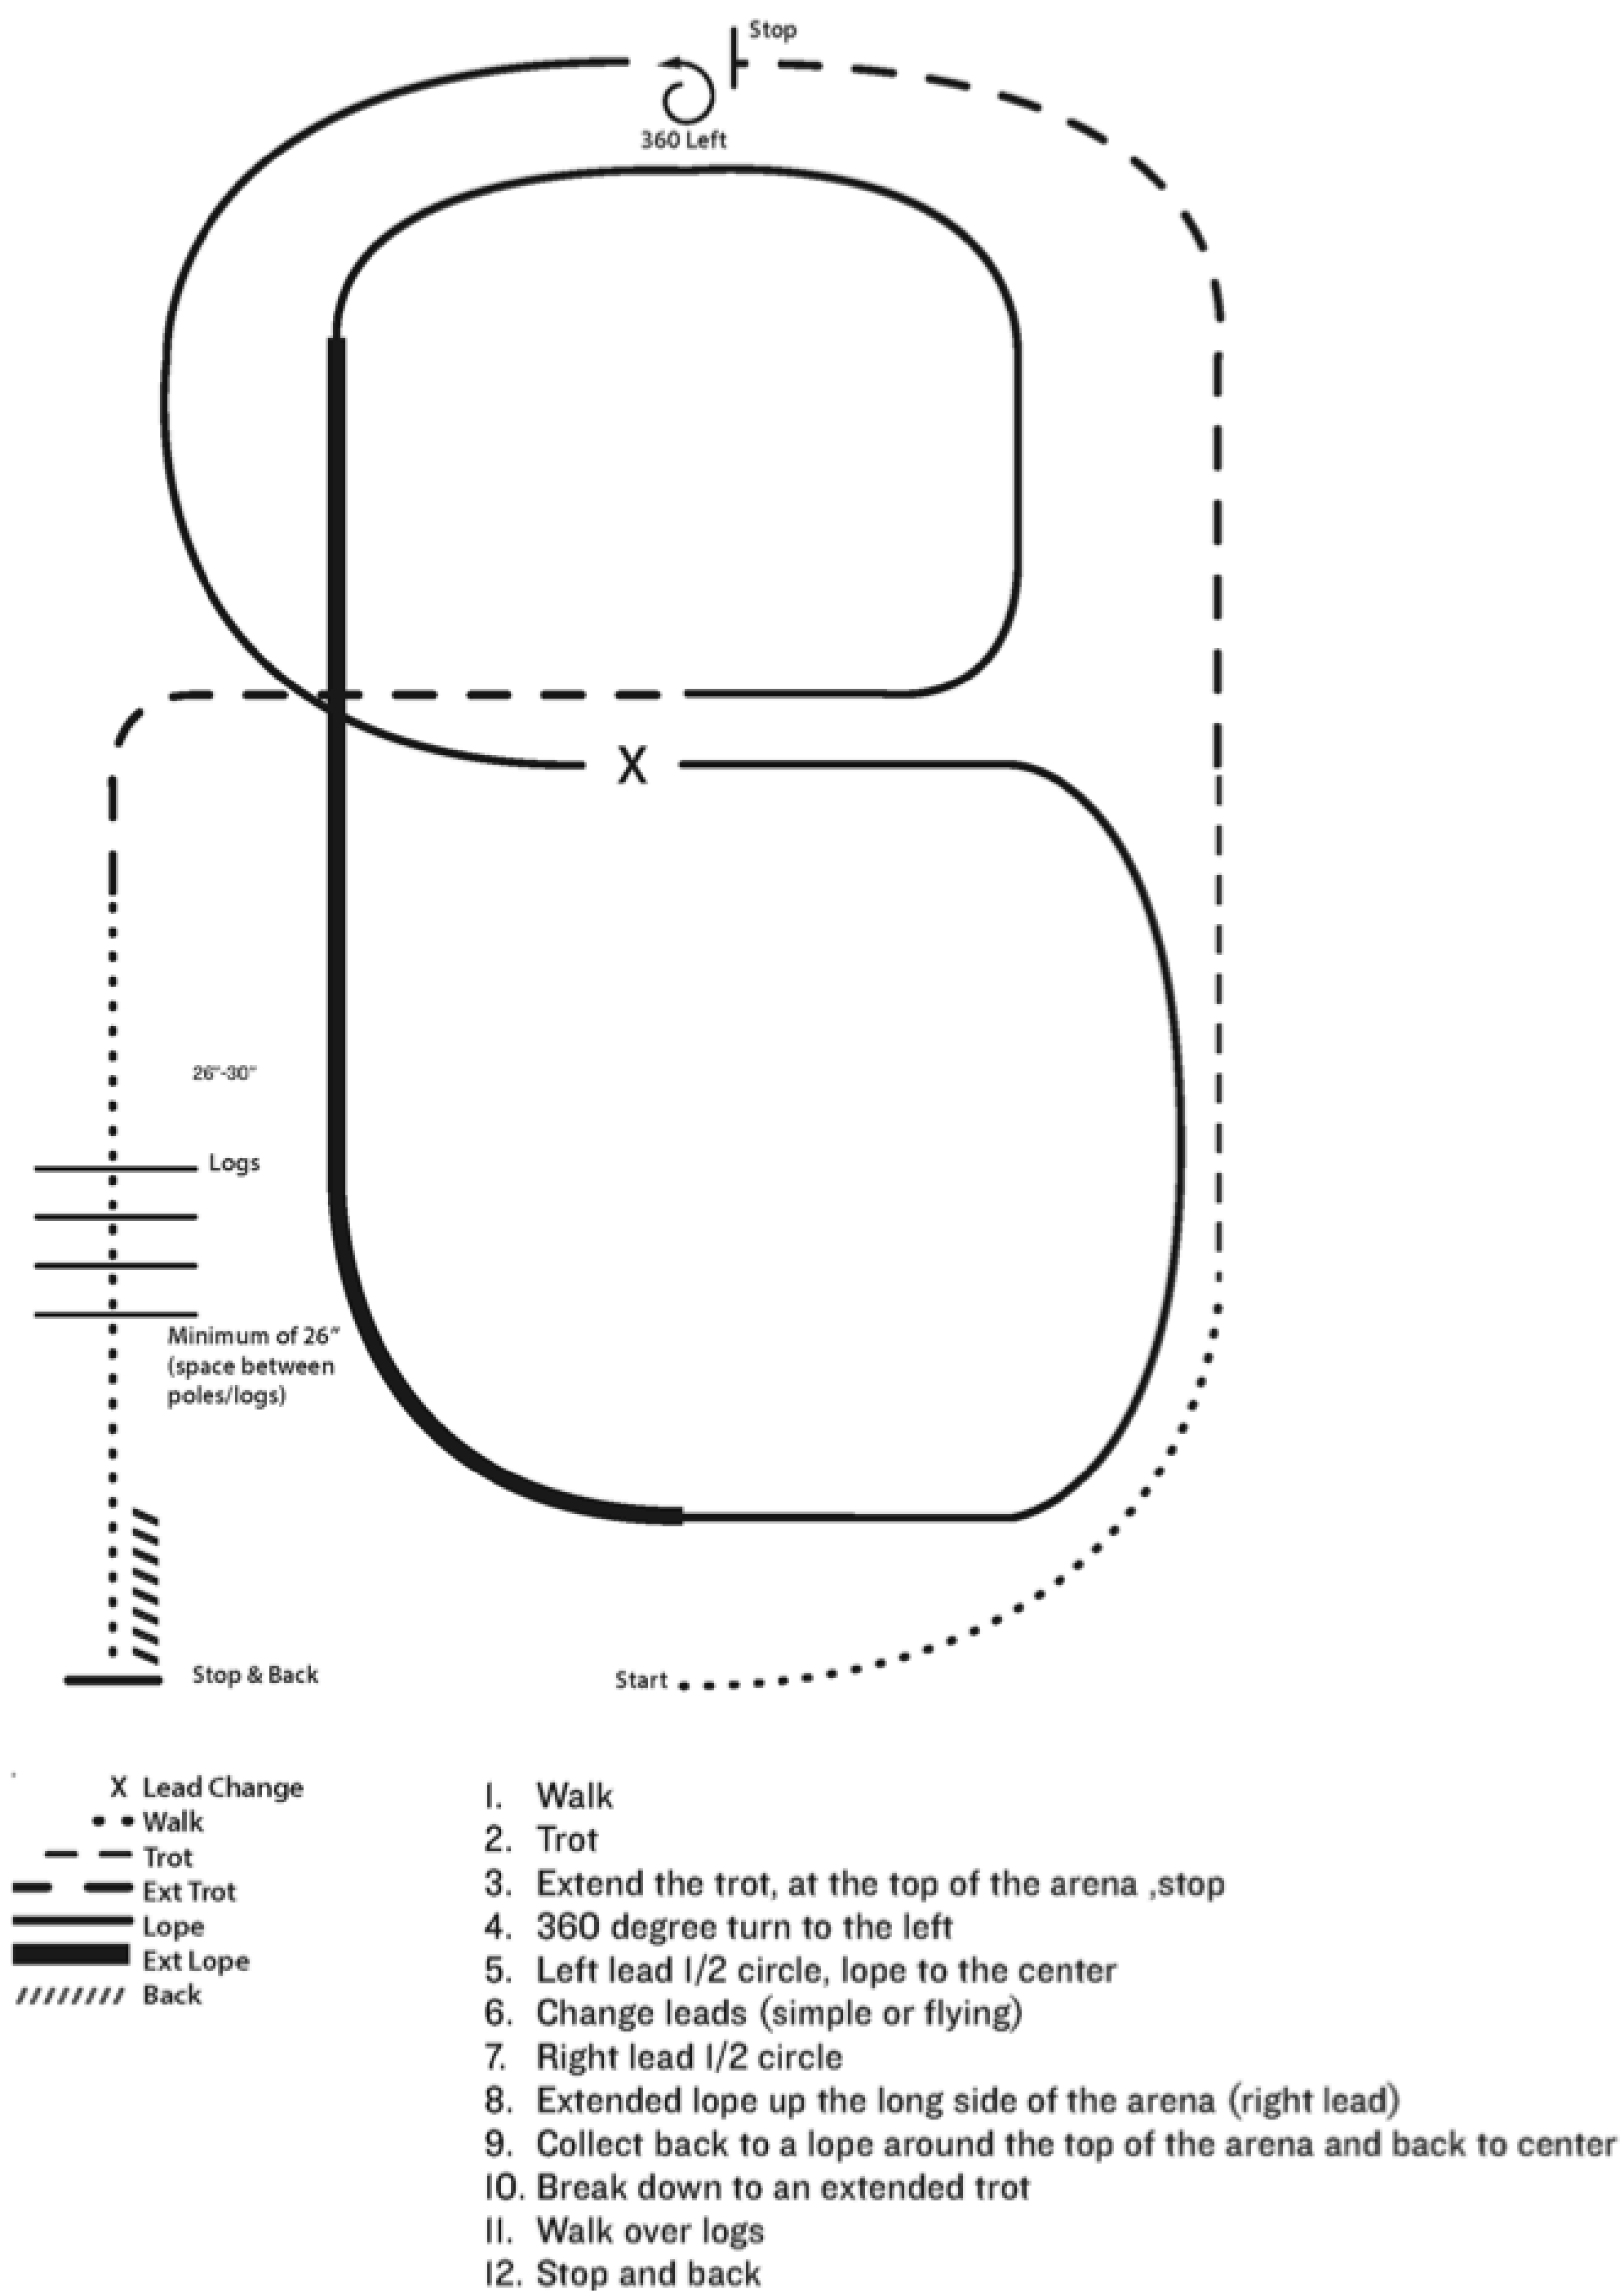 Stop
360 Left
X
26"-30"
Logs
Minimum of 26"
(space between
poles/logs)
Stop & Back
Start
X Lead Change
Walk
Trot
Ext Trot
Lope
Ext Lope
Back
1. Walk
2. Trot
3. Extend the trot, at the top of the arena ,stop
4. 360 degree turn to the left
5. Left lead 1/2 circle, lope to the center
6. Change leads (simple or flying)
7. Right lead 1/2 circle
8. Extended lope up the long side of the arena (right lead)
9. Collect back to a lope around the top of the arena and back to center
10. Break down to an extended trot
11. Walk over logs
12. Stop and back